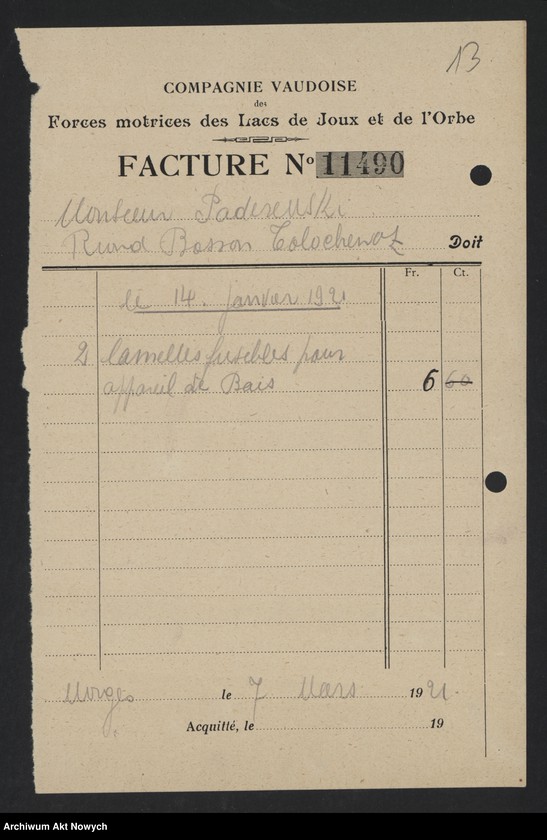 13
COMPAGNIE VAUDOISE
des
Forces motrices des Lacs de Joux et de l'Orbe
FACTURE No 11490
Monsieur Paderewski
Riond Bosson Tolochenaz Doit
Fr. Ct.
le 14. janvier 1921
2 lamelles fusibles pour
appareil de Bais 6 60
Morges le 7 Mars 1921.
Acquitté, le 19
Archiwum Akt Nowych